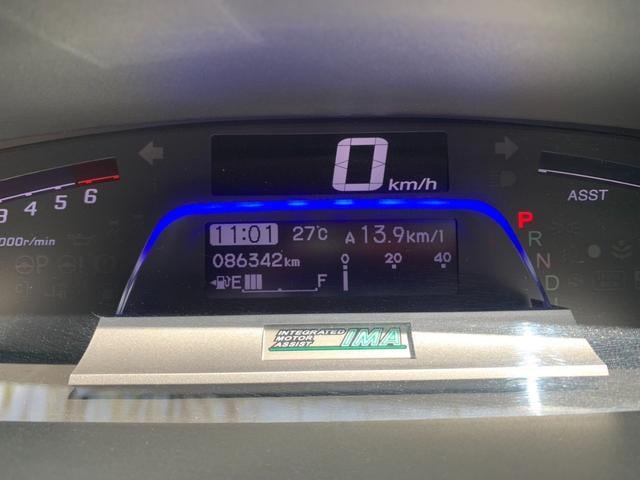 0 km/h
3 4 5 6
000r/min
ASST
11:01 27℃ A 13.9km/l
086342km 0 20 40
E F
P
R
N
D
INTEGRATED
MOTOR
ASSIST
IMA